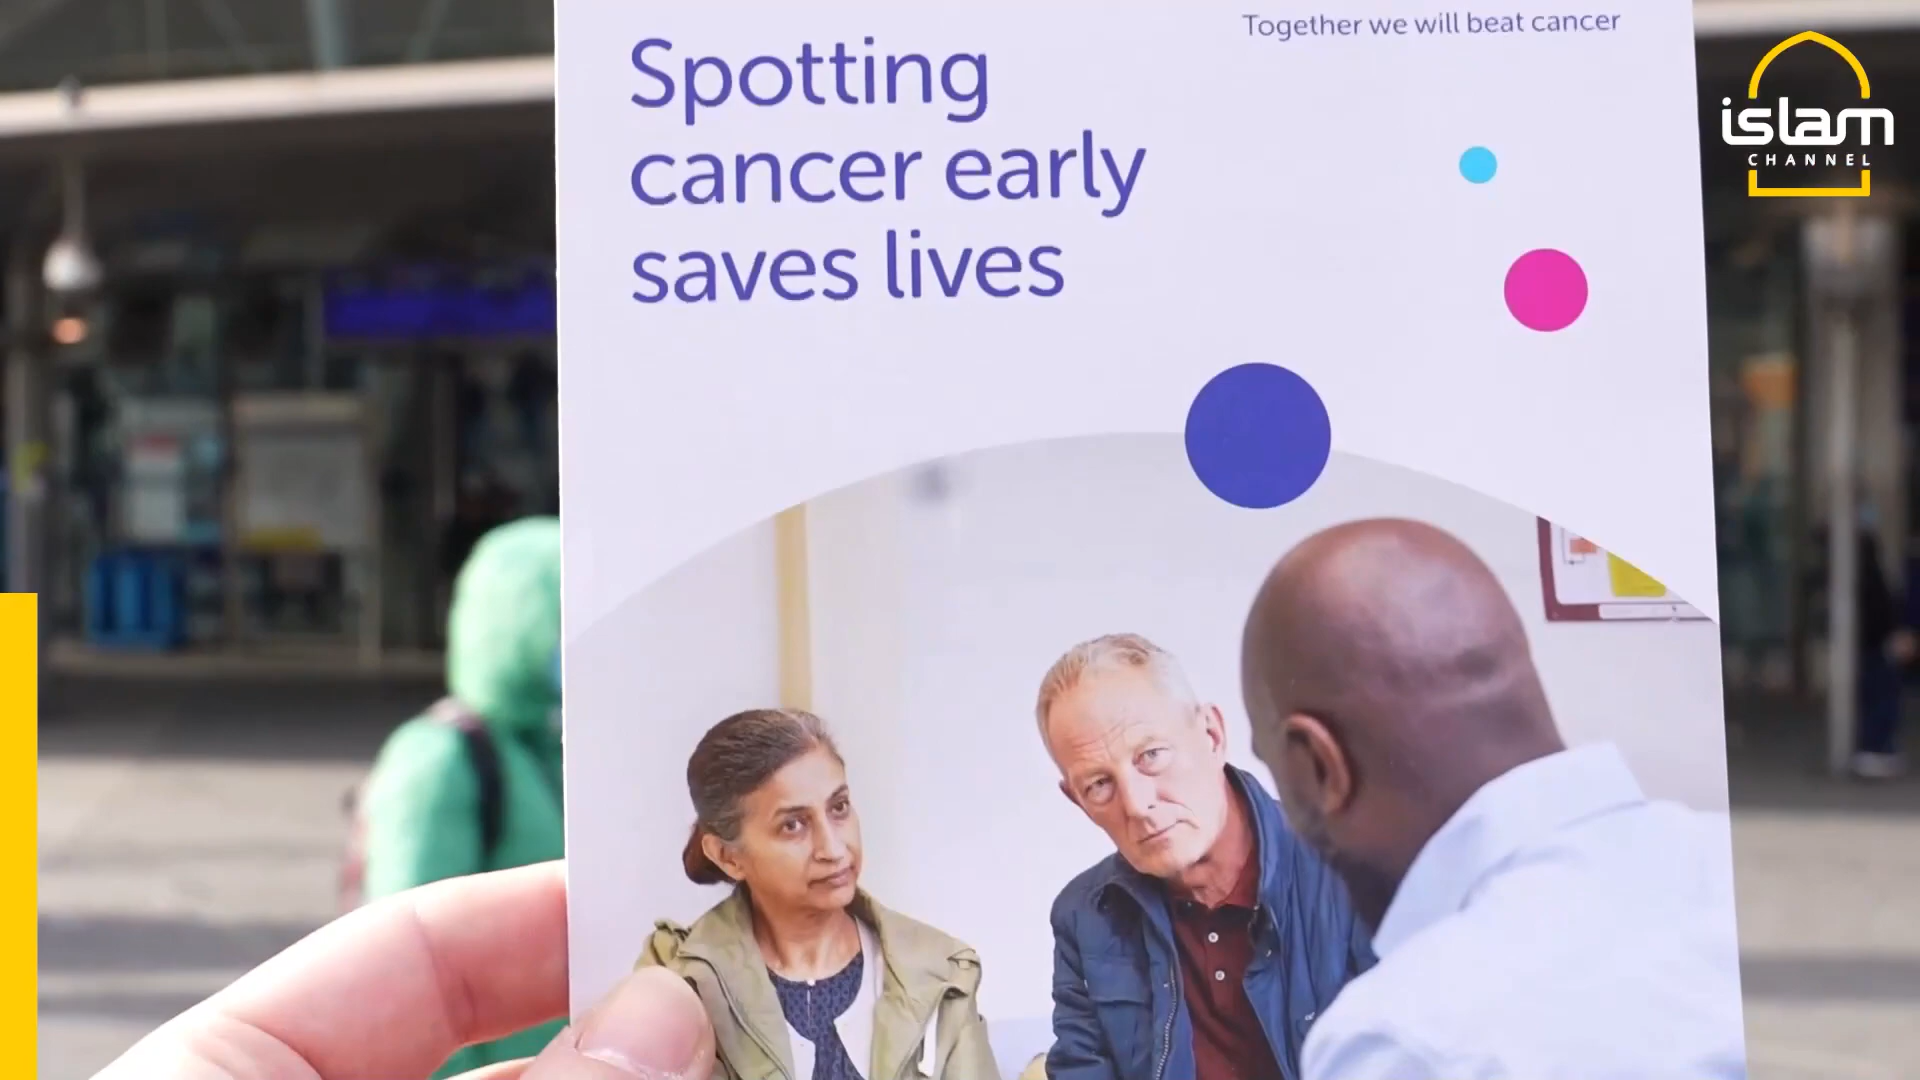 Together we will beat cancer
Spotting
cancer early
saves lives
islam
CHANNEL